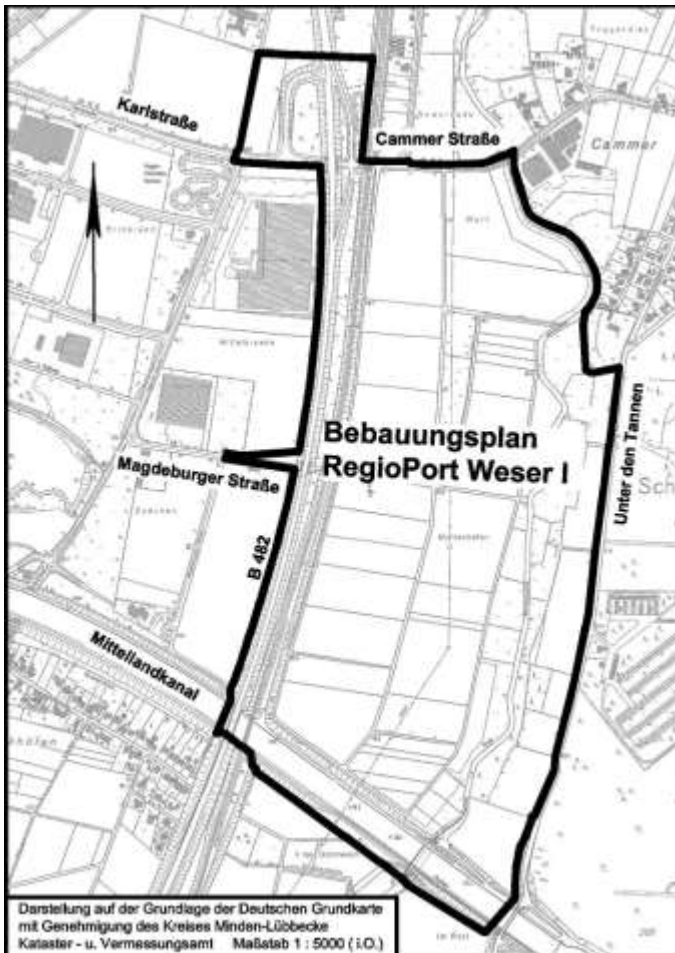 Karlstraße
Cammer Straße
Cammer
Bebauungsplan
RegioPort Weser I
Magdeburger Straße
Unter den Tannen
B 482
Mittellandkanal
Darstellung auf der Grundlage der Deutschen Grundkarte
mit Genehmigung des Kreises Minden-Lübbecke
Kataster - u. Vermessungsamt Maßstab 1 : 5000 ( i.O.)